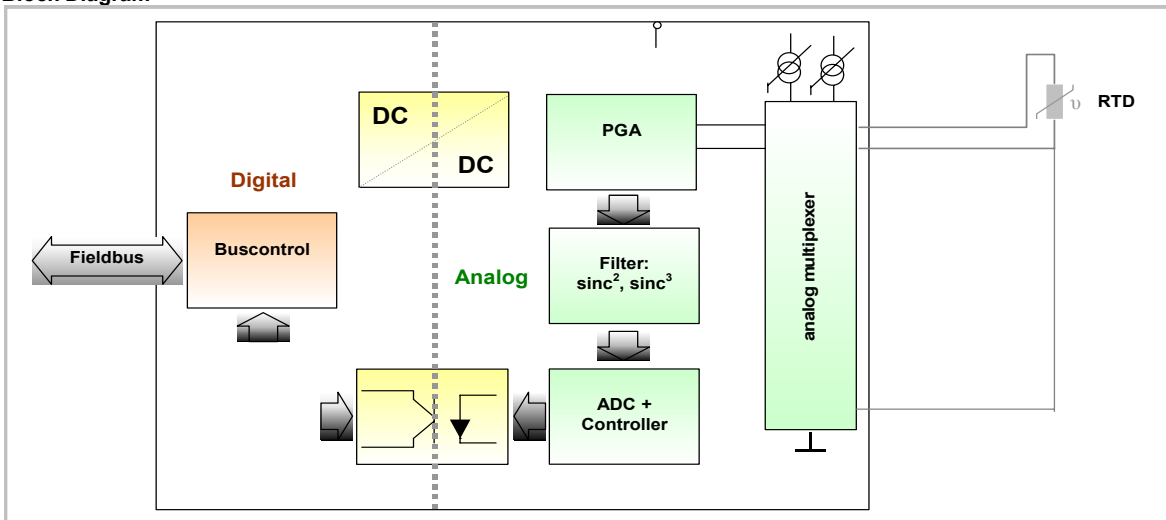 DC
DC
PGA
υ
RTD
Digital
Fieldbus
Buscontrol
Analog
Filter:
sinc², sinc³
analog multiplexer
ADC +
Controller